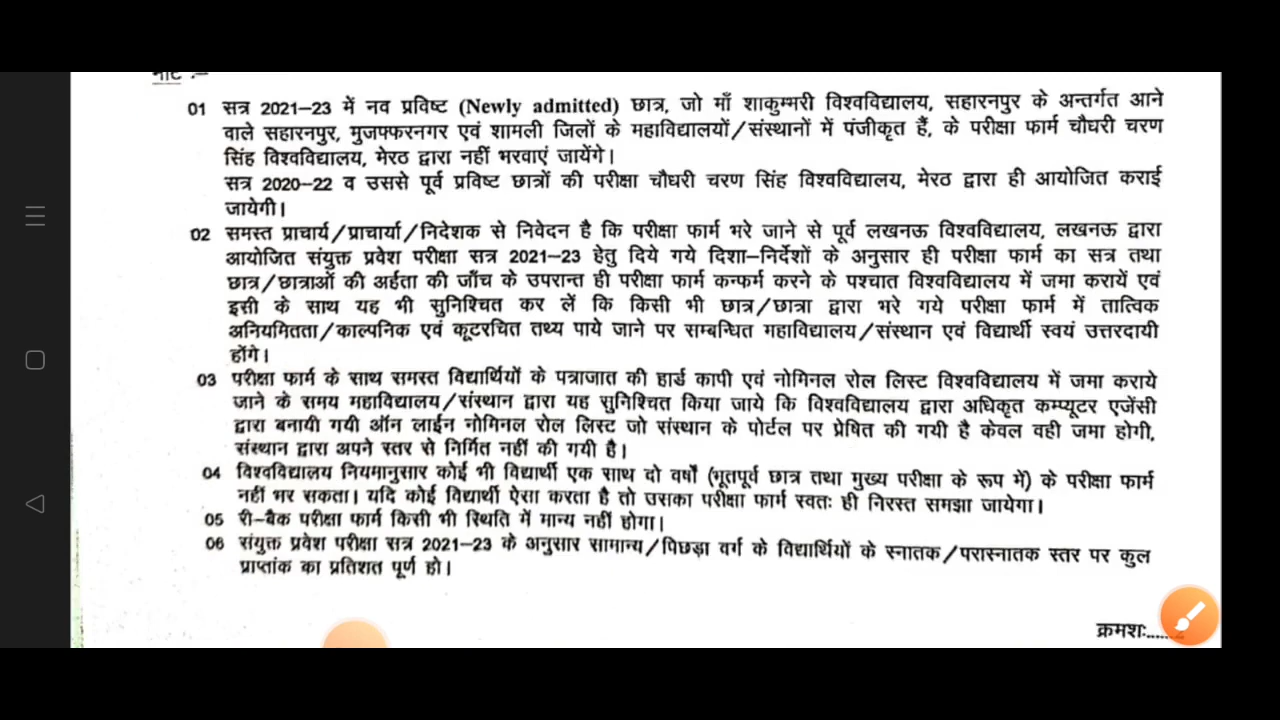 नोट :–
01 सत्र 2021–23 में नव प्रविष्ट (Newly admitted) छात्र, जो माँ शाकुम्मरी विश्वविद्यालय, सहारनपुर के अन्तर्गत आने
वाले सहारनपुर, मुजफ्फरनगर एवं शामली जिलों के महाविद्यालयों/संस्थानों में पंजीकृत हैं, के परीक्षा फार्म चौधरी चरण
सिंह विश्वविद्यालय, मेरठ द्वारा नहीं भरवाएं जायेंगे।
सत्र 2020–22 व उससे पूर्व प्रविष्ट छात्रों की परीक्षा चौधरी चरण सिंह विश्वविद्यालय, मेरठ द्वारा ही आयोजित कराई
जायेगी।
02 समस्त प्राचार्य/प्राचार्या/निदेशक से निवेदन है कि परीक्षा फार्म भरे जाने से पूर्व लखनऊ विश्वविद्यालय, लखनऊ द्वारा
आयोजित संयुक्त प्रवेश परीक्षा सत्र 2021–23 हेतु दिये गये दिशा–निर्देशों के अनुसार ही परीक्षा फार्म का सत्र तथा
छात्र/छात्राओं की अर्हता की जाँच के उपरान्त ही परीक्षा फार्म कन्फर्म करने के पश्चात विश्वविद्यालय में जमा करायें एवं
इसी के साथ यह भी सुनिश्चित कर लें कि किसी भी छात्र/छात्रा द्वारा भरे गये परीक्षा फार्म में तात्विक
अनियमितता/काल्पनिक एवं कूटरचित तथ्य पाये जाने पर सम्बन्धित महाविद्यालय/संस्थान एवं विद्यार्थी स्वयं उत्तरदायी
होंगे।
03 परीक्षा फार्म के साथ समस्त विद्यार्थियों के पत्राजात की हार्ड कापी एवं नोमिनल रोल लिस्ट विश्वविद्यालय में जमा कराये
जाने के समय महाविद्यालय/संस्थान द्वारा यह सुनिश्चित किया जाये कि विश्वविद्यालय द्वारा अधिकृत कम्प्यूटर एजेंसी
द्वारा बनायी गयी ऑन लाईन नोमिनल रोल लिस्ट जो संस्थान के पोर्टल पर प्रेषित की गयी है केवल वही जमा होगी,
संस्थान द्वारा अपने स्तर से निर्मित नहीं की गयी है।
04 विश्वविद्यालय नियमानुसार कोई भी विद्यार्थी एक साथ दो वर्षों (भूतपूर्व छात्र तथा मुख्य परीक्षा के रूप में) के परीक्षा फार्म
नहीं भर सकता। यदि कोई विद्यार्थी ऐसा करता है तो उसका परीक्षा फार्म स्वतः ही निरस्त समझा जायेगा।
05 री–बैक परीक्षा फार्म किसी भी स्थिति में मान्य नहीं होगा।
06 संयुक्त प्रवेश परीक्षा सत्र 2021–23 के अनुसार सामान्य/पिछड़ा वर्ग के विद्यार्थियों के स्नातक/परास्नातक स्तर पर कुल
प्राप्तांक का प्रतिशत पूर्ण हो।
क्रमशः......2